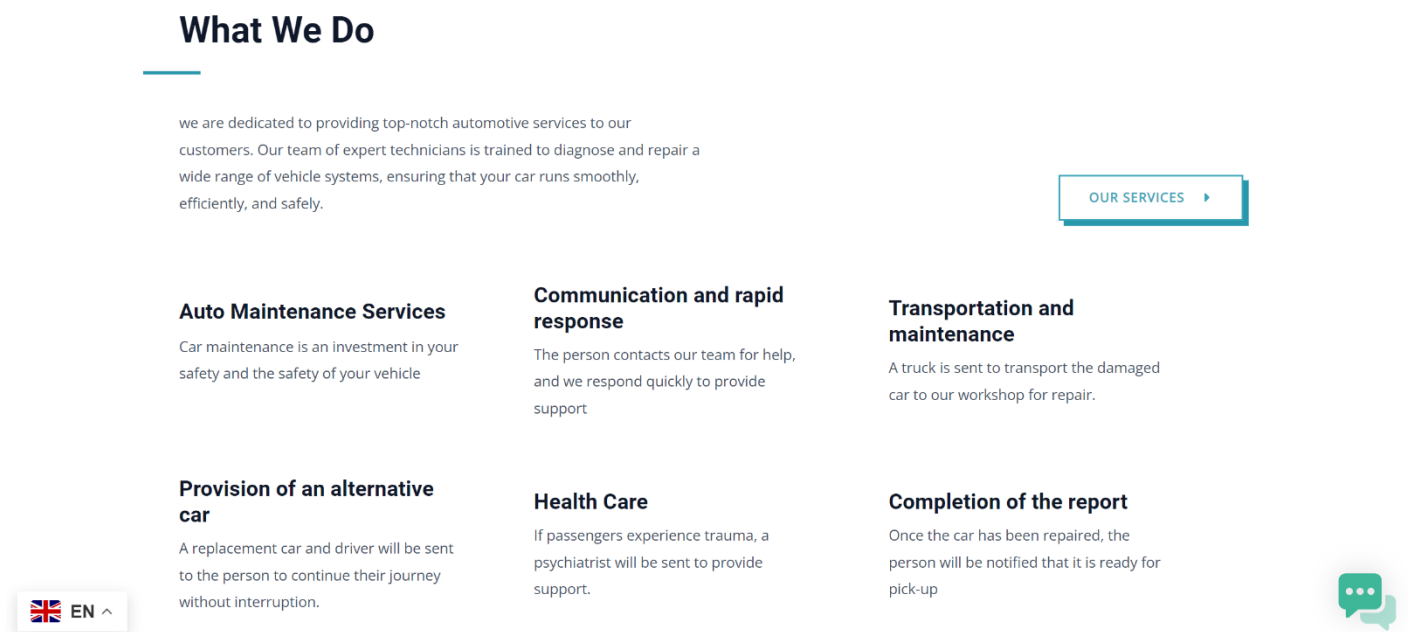 What We Do
we are dedicated to providing top-notch automotive services to our
customers. Our team of expert technicians is trained to diagnose and repair a
wide range of vehicle systems, ensuring that your car runs smoothly,
efficiently, and safely.
OUR SERVICES
Auto Maintenance Services
Car maintenance is an investment in your
safety and the safety of your vehicle
Communication and rapid
response
The person contacts our team for help,
and we respond quickly to provide
support
Transportation and
maintenance
A truck is sent to transport the damaged
car to our workshop for repair.
Provision of an alternative
car
A replacement car and driver will be sent
to the person to continue their journey
without interruption.
Health Care
If passengers experience trauma, a
psychiatrist will be sent to provide
support.
Completion of the report
Once the car has been repaired, the
person will be notified that it is ready for
pick-up
EN